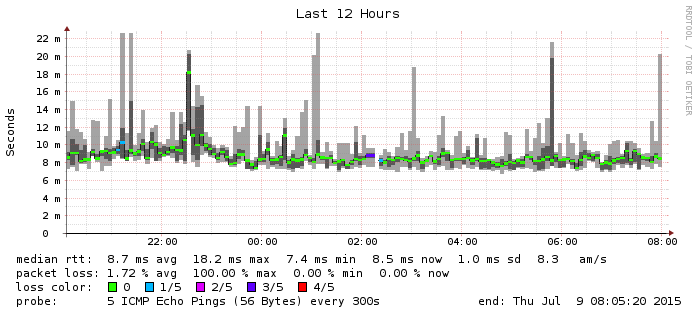 Last 12 Hours
RRDTOOL / TOBI OETIKER
Seconds
22 m
20 m
18 m
16 m
14 m
12 m
10 m
8 m
6 m
4 m
2 m
0
22:00 00:00 02:00 04:00 06:00 08:00
median rtt: 8.7 ms avg 18.2 ms max 7.4 ms min 8.5 ms now 1.0 ms sd 8.3 am/s
packet loss: 1.72 % avg 100.00 % max 0.00 % min 0.00 % now
loss color: 0 1/5 2/5 3/5 4/5
probe: 5 ICMP Echo Pings (56 Bytes) every 300s end: Thu Jul 9 08:05:20 2015